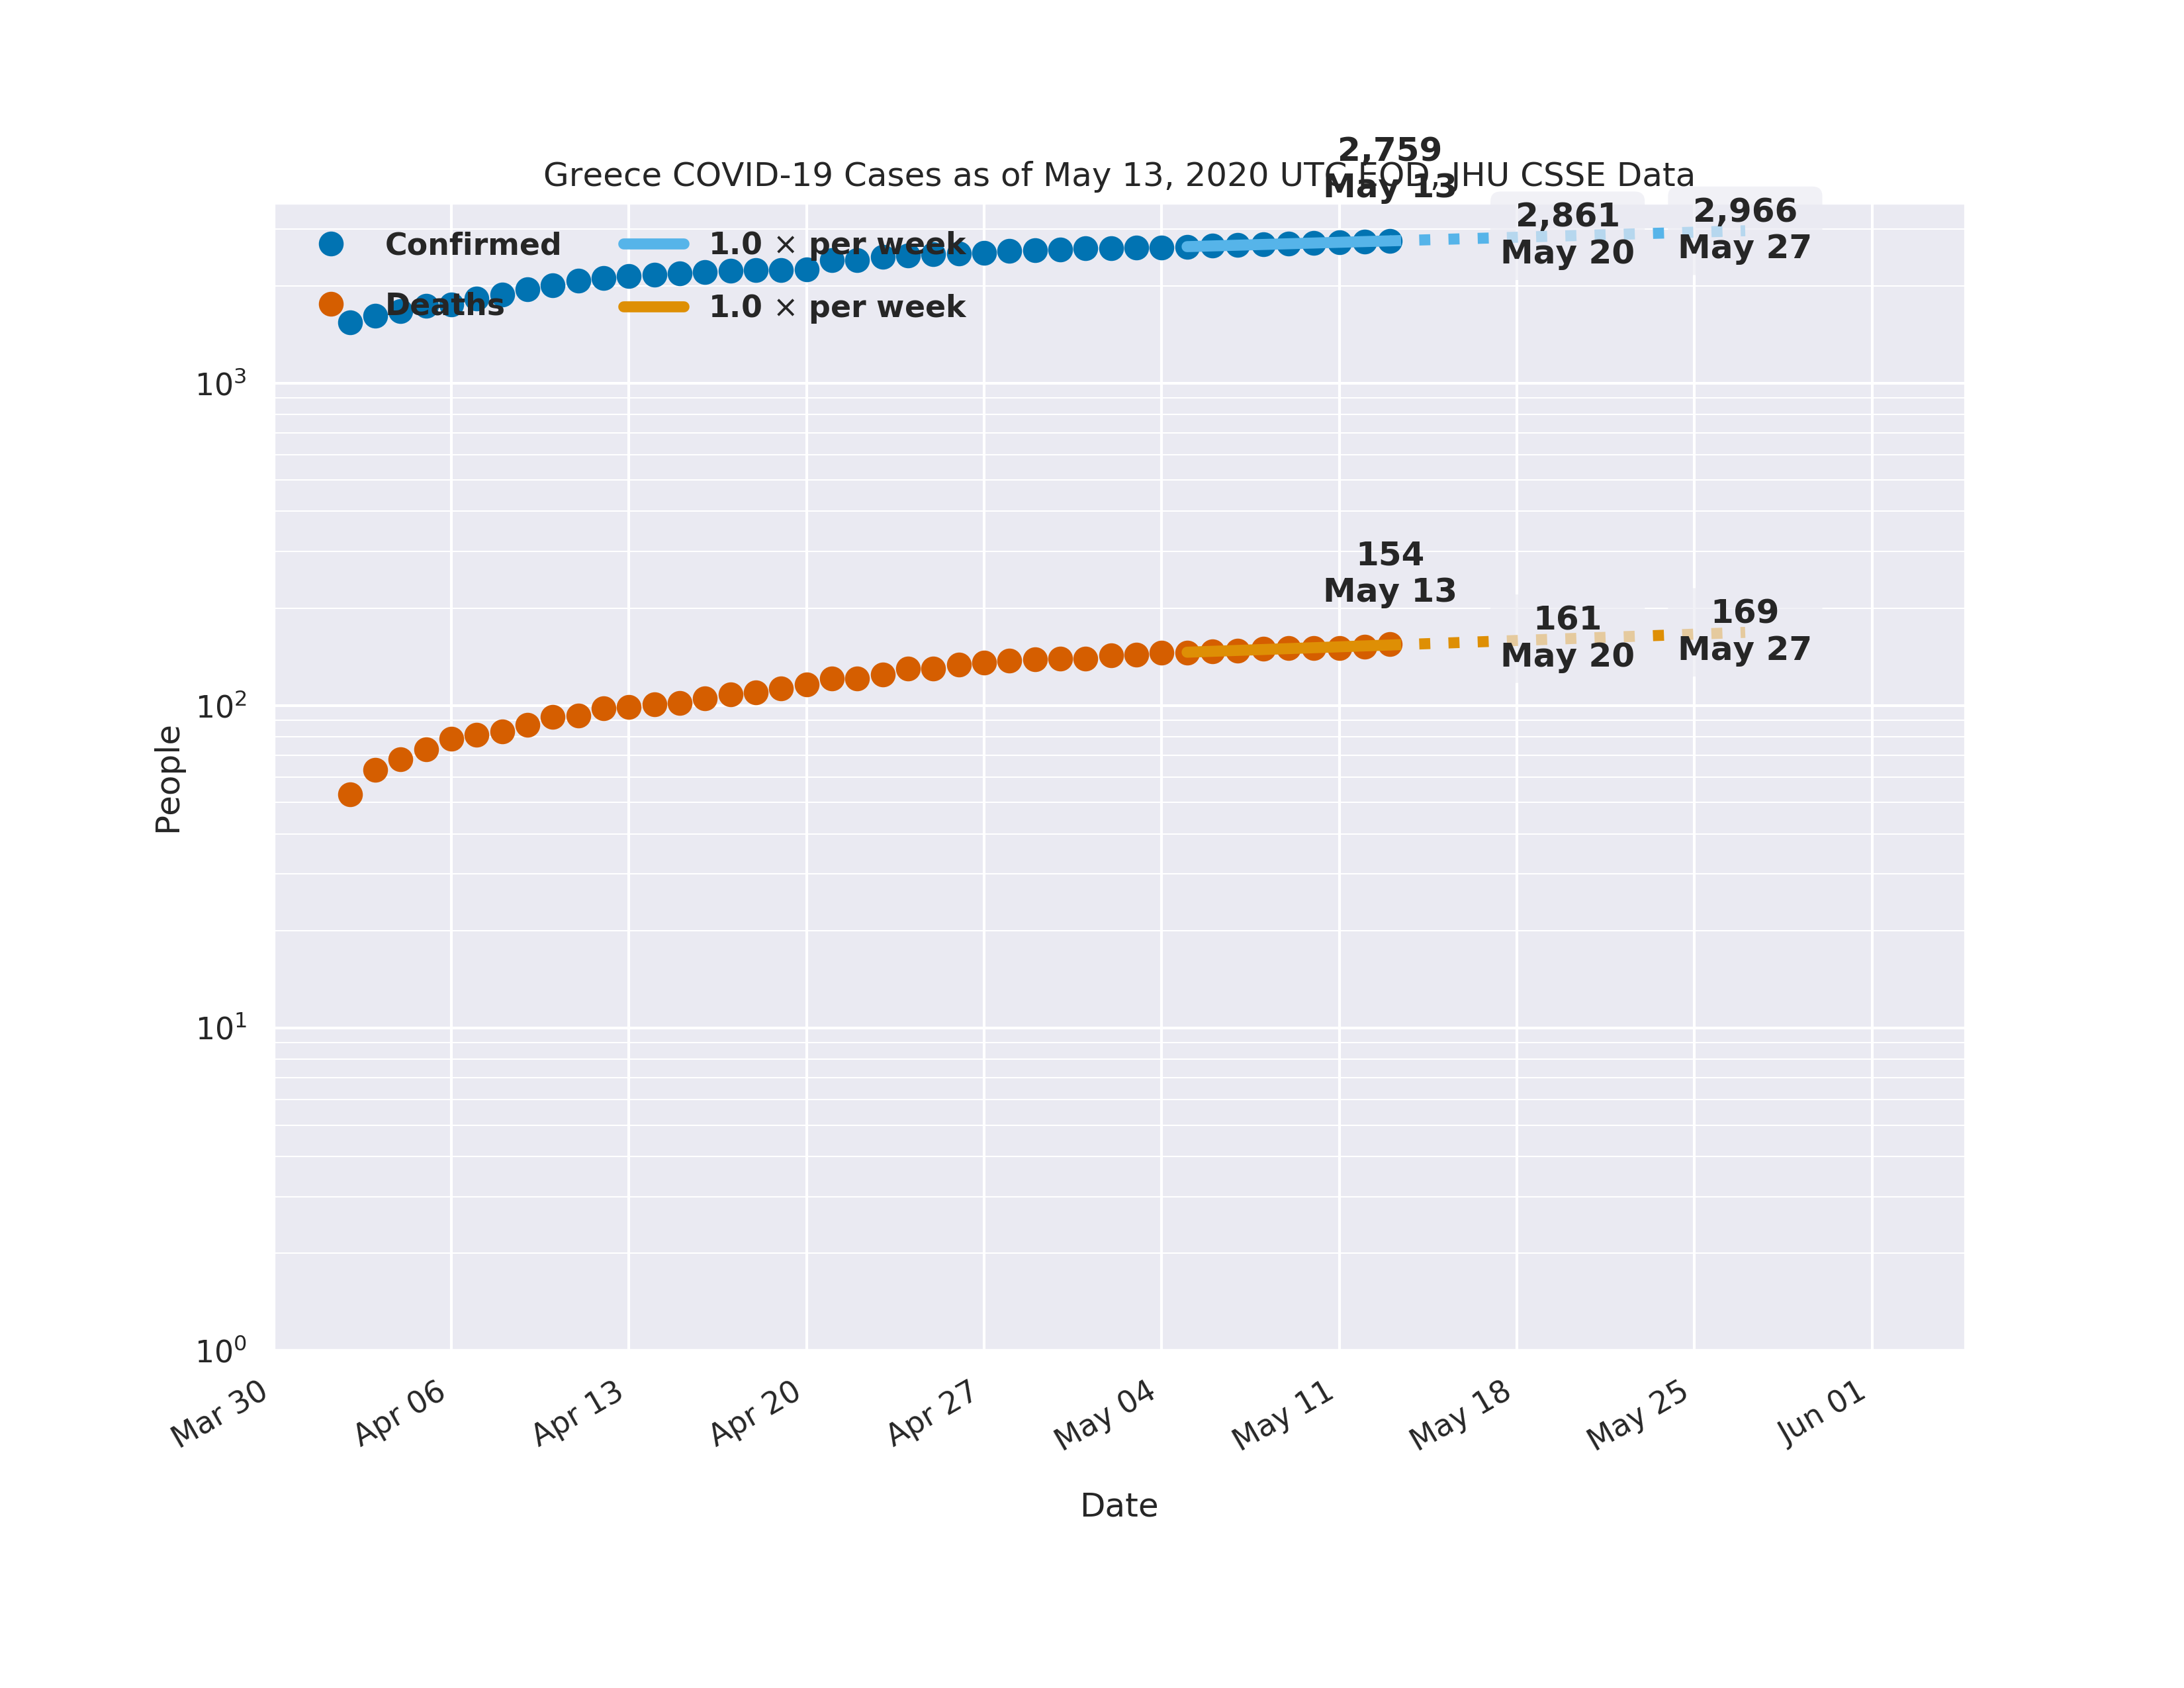 2,759
May 13
Greece COVID-19 Cases as of May 13, 2020 UTC EOD, JHU CSSE Data
2,861
May 20
2,966
May 27
Confirmed
Deaths
1.0 × per week
1.0 × per week
154
May 13
161
May 20
169
May 27
10³
10²
10¹
10⁰
People
Mar 30
Apr 06
Apr 13
Apr 20
Apr 27
May 04
May 11
May 18
May 25
Jun 01
Date